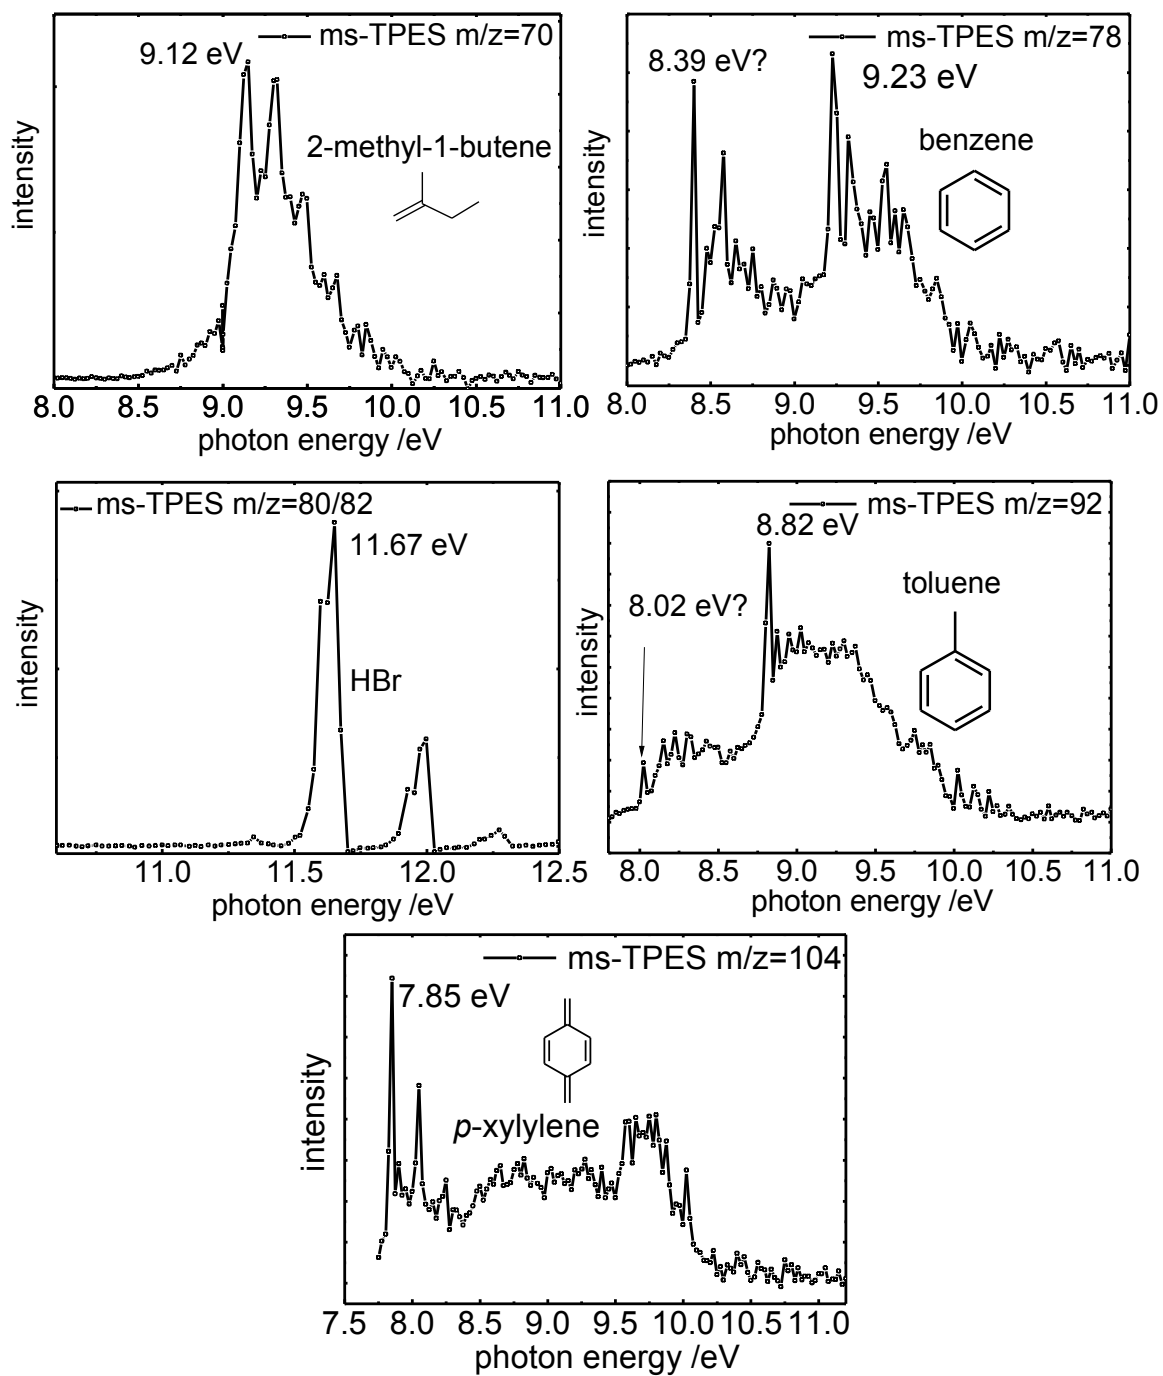 9.12 eV
ms-TPES m/z=70
2-methyl-1-butene
intensity
8.0 8.5 9.0 9.5 10.0 10.5 11.0
photon energy /eV
8.39 eV?
ms-TPES m/z=78
9.23 eV
benzene
intensity
8.0 8.5 9.0 9.5 10.0 10.5 11.0
photon energy /eV
ms-TPES m/z=80/82
11.67 eV
HBr
intensity
11.0 11.5 12.0 12.5
photon energy /eV
ms-TPES m/z=92
8.82 eV
8.02 eV?
toluene
intensity
8.0 8.5 9.0 9.5 10.0 10.5 11.0
photon energy /eV
ms-TPES m/z=104
7.85 eV
p-xylylene
intensity
7.5 8.0 8.5 9.0 9.5 10.0 10.5 11.0
photon energy /eV